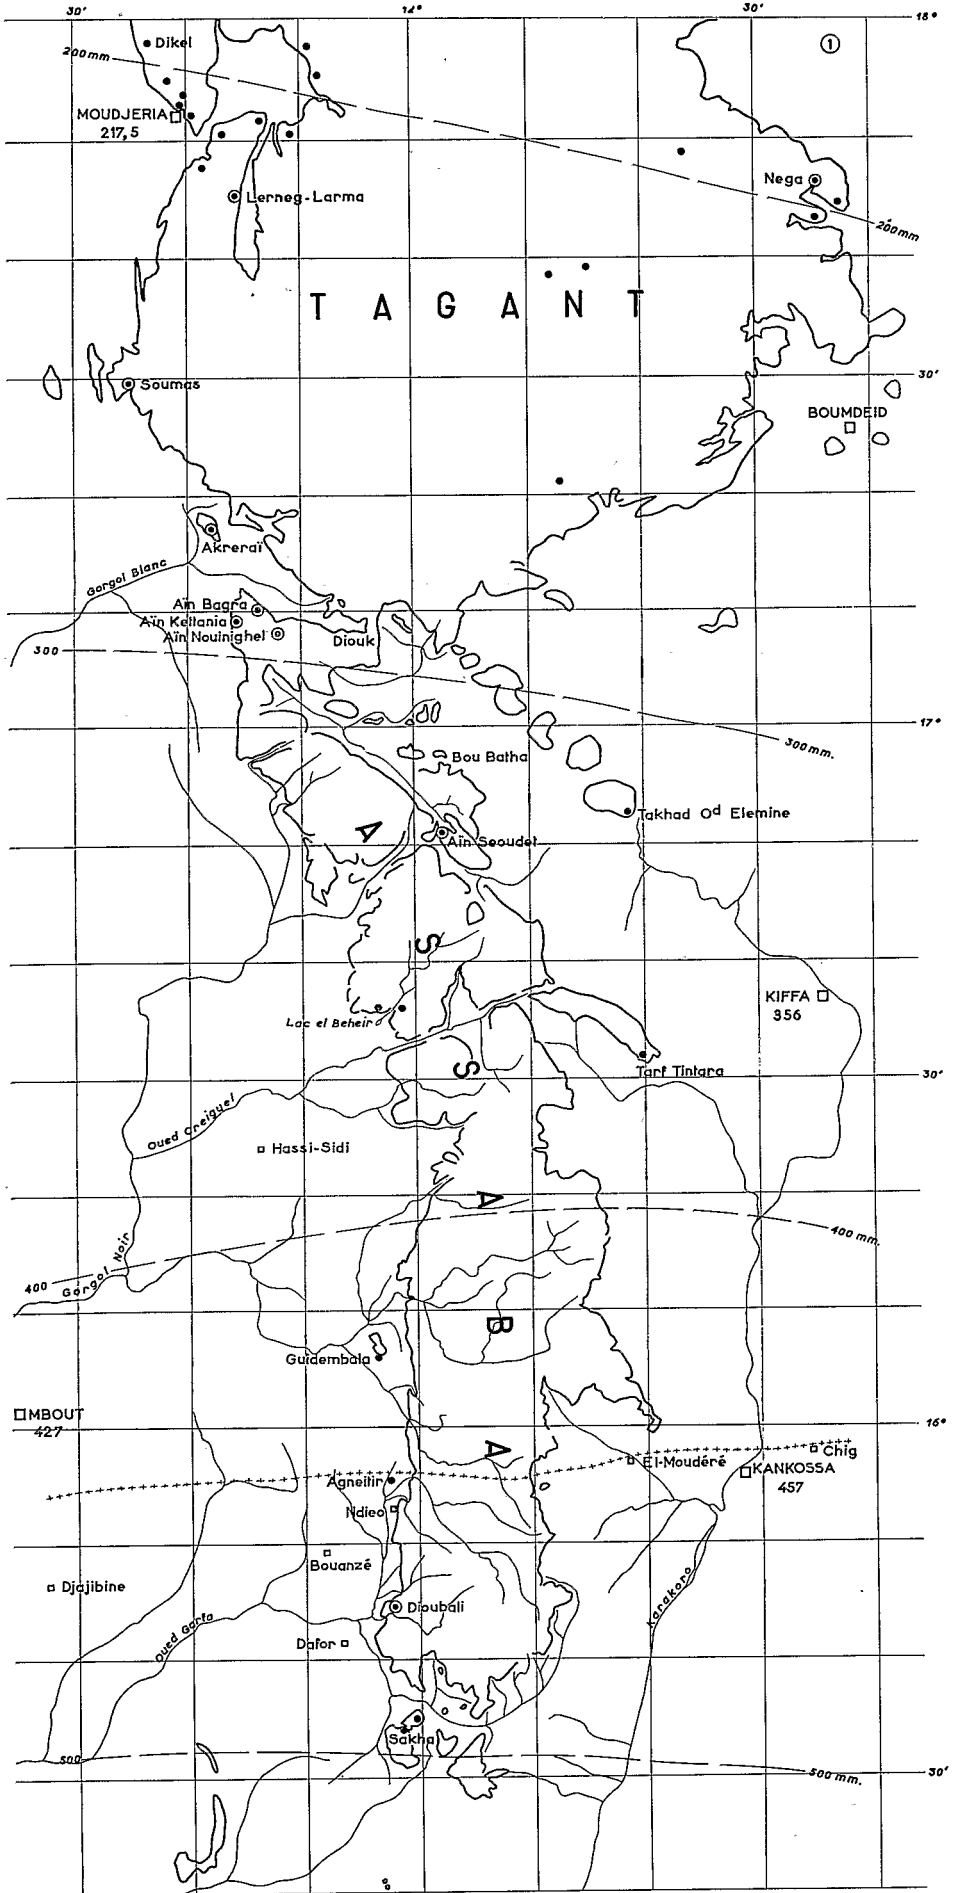 30' 12° 30' 18°
①
Dikel
200mm
MOUDJERIA
217,5
Nega
Lerneg-Larma
200mm
T A G A N T
Soumas
30'
BOUMDEID
Akreraï
Gorgol Blanc
Aïn Bagra
Aïn Kellania
Aïn Nouinighel
Diouk
300
17°
300mm.
Bou Batha
Takhad Od Elemine
A
Aïn Seoudet
S
KIFFA
356
Lac el Beheir
S
Tarf Tintara
30'
Oued Creiguel
Hassi-Sidi
A
400 mm.
Gorgol Noir
400
B
Guidembala
MBOUT
427
16°
A
Chig
El-Moudéré
KANKOSSA
457
Agneitir
Ndieo
Bouanzé
Djajibine
Karakoro
Dioubali
Oued Garfa
Dafor
Sakha
500
500 mm.
30'